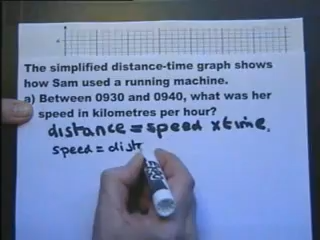 The simplified distance-time graph shows
how Sam used a running machine.
a) Between 0930 and 0940, what was her
speed in kilometres per hour?
distance = speed x time.
speed = dist